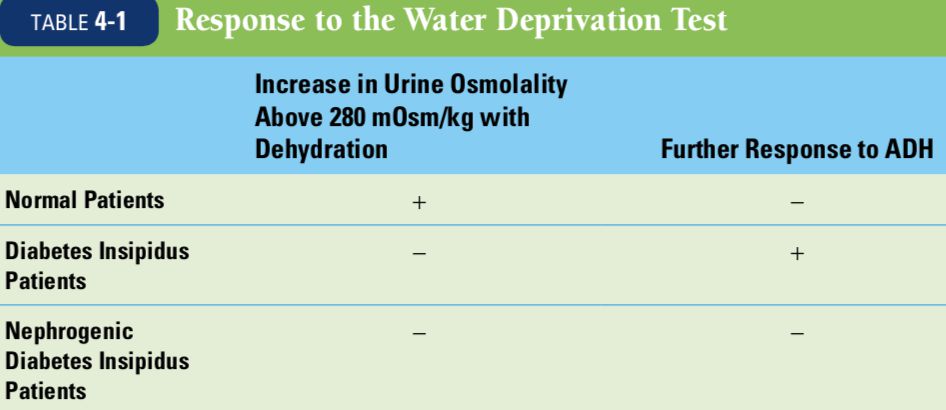 TABLE 4-1 Response to the Water Deprivation Test
Increase in Urine Osmolality
Above 280 mOsm/kg with
Dehydration Further Response to ADH
Normal Patients + –
Diabetes Insipidus – +
Patients
Nephrogenic – –
Diabetes Insipidus
Patients